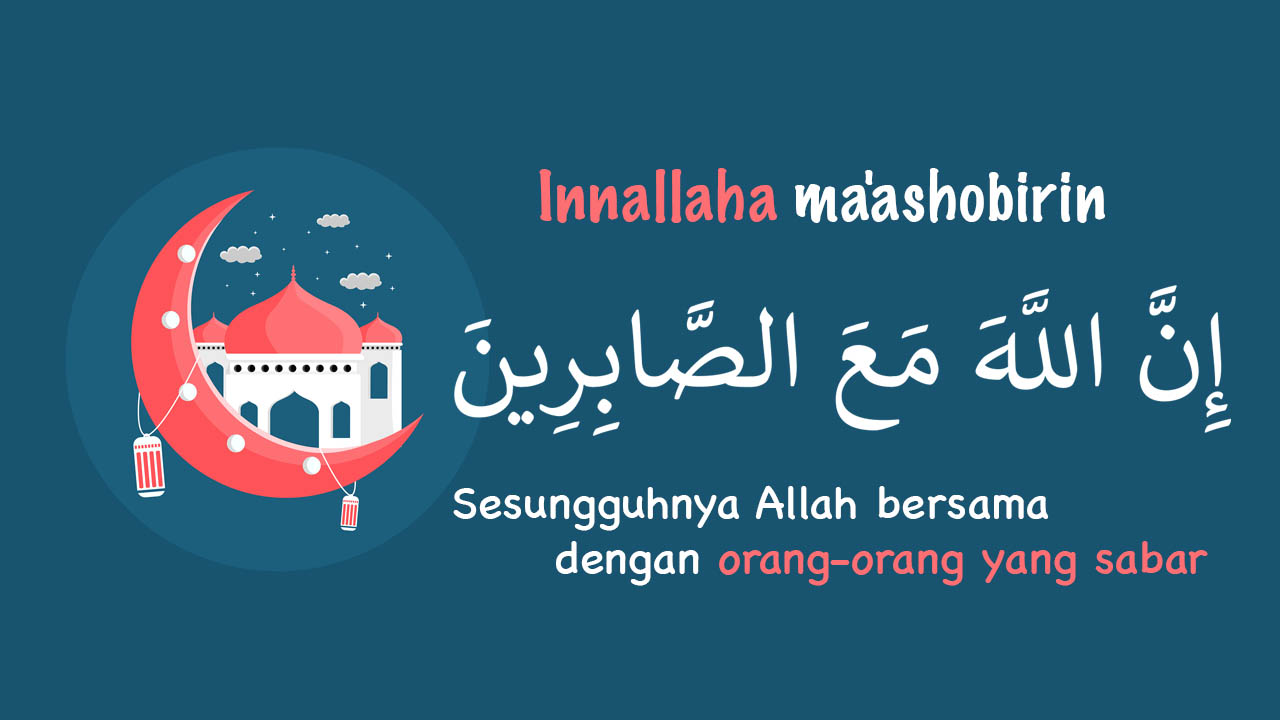 Innallaha ma'ashobirin
إِنَّ اللَّهَ مَعَ الصَّابِرِينَ
Sesungguhnya Allah bersama
dengan orang-orang yang sabar